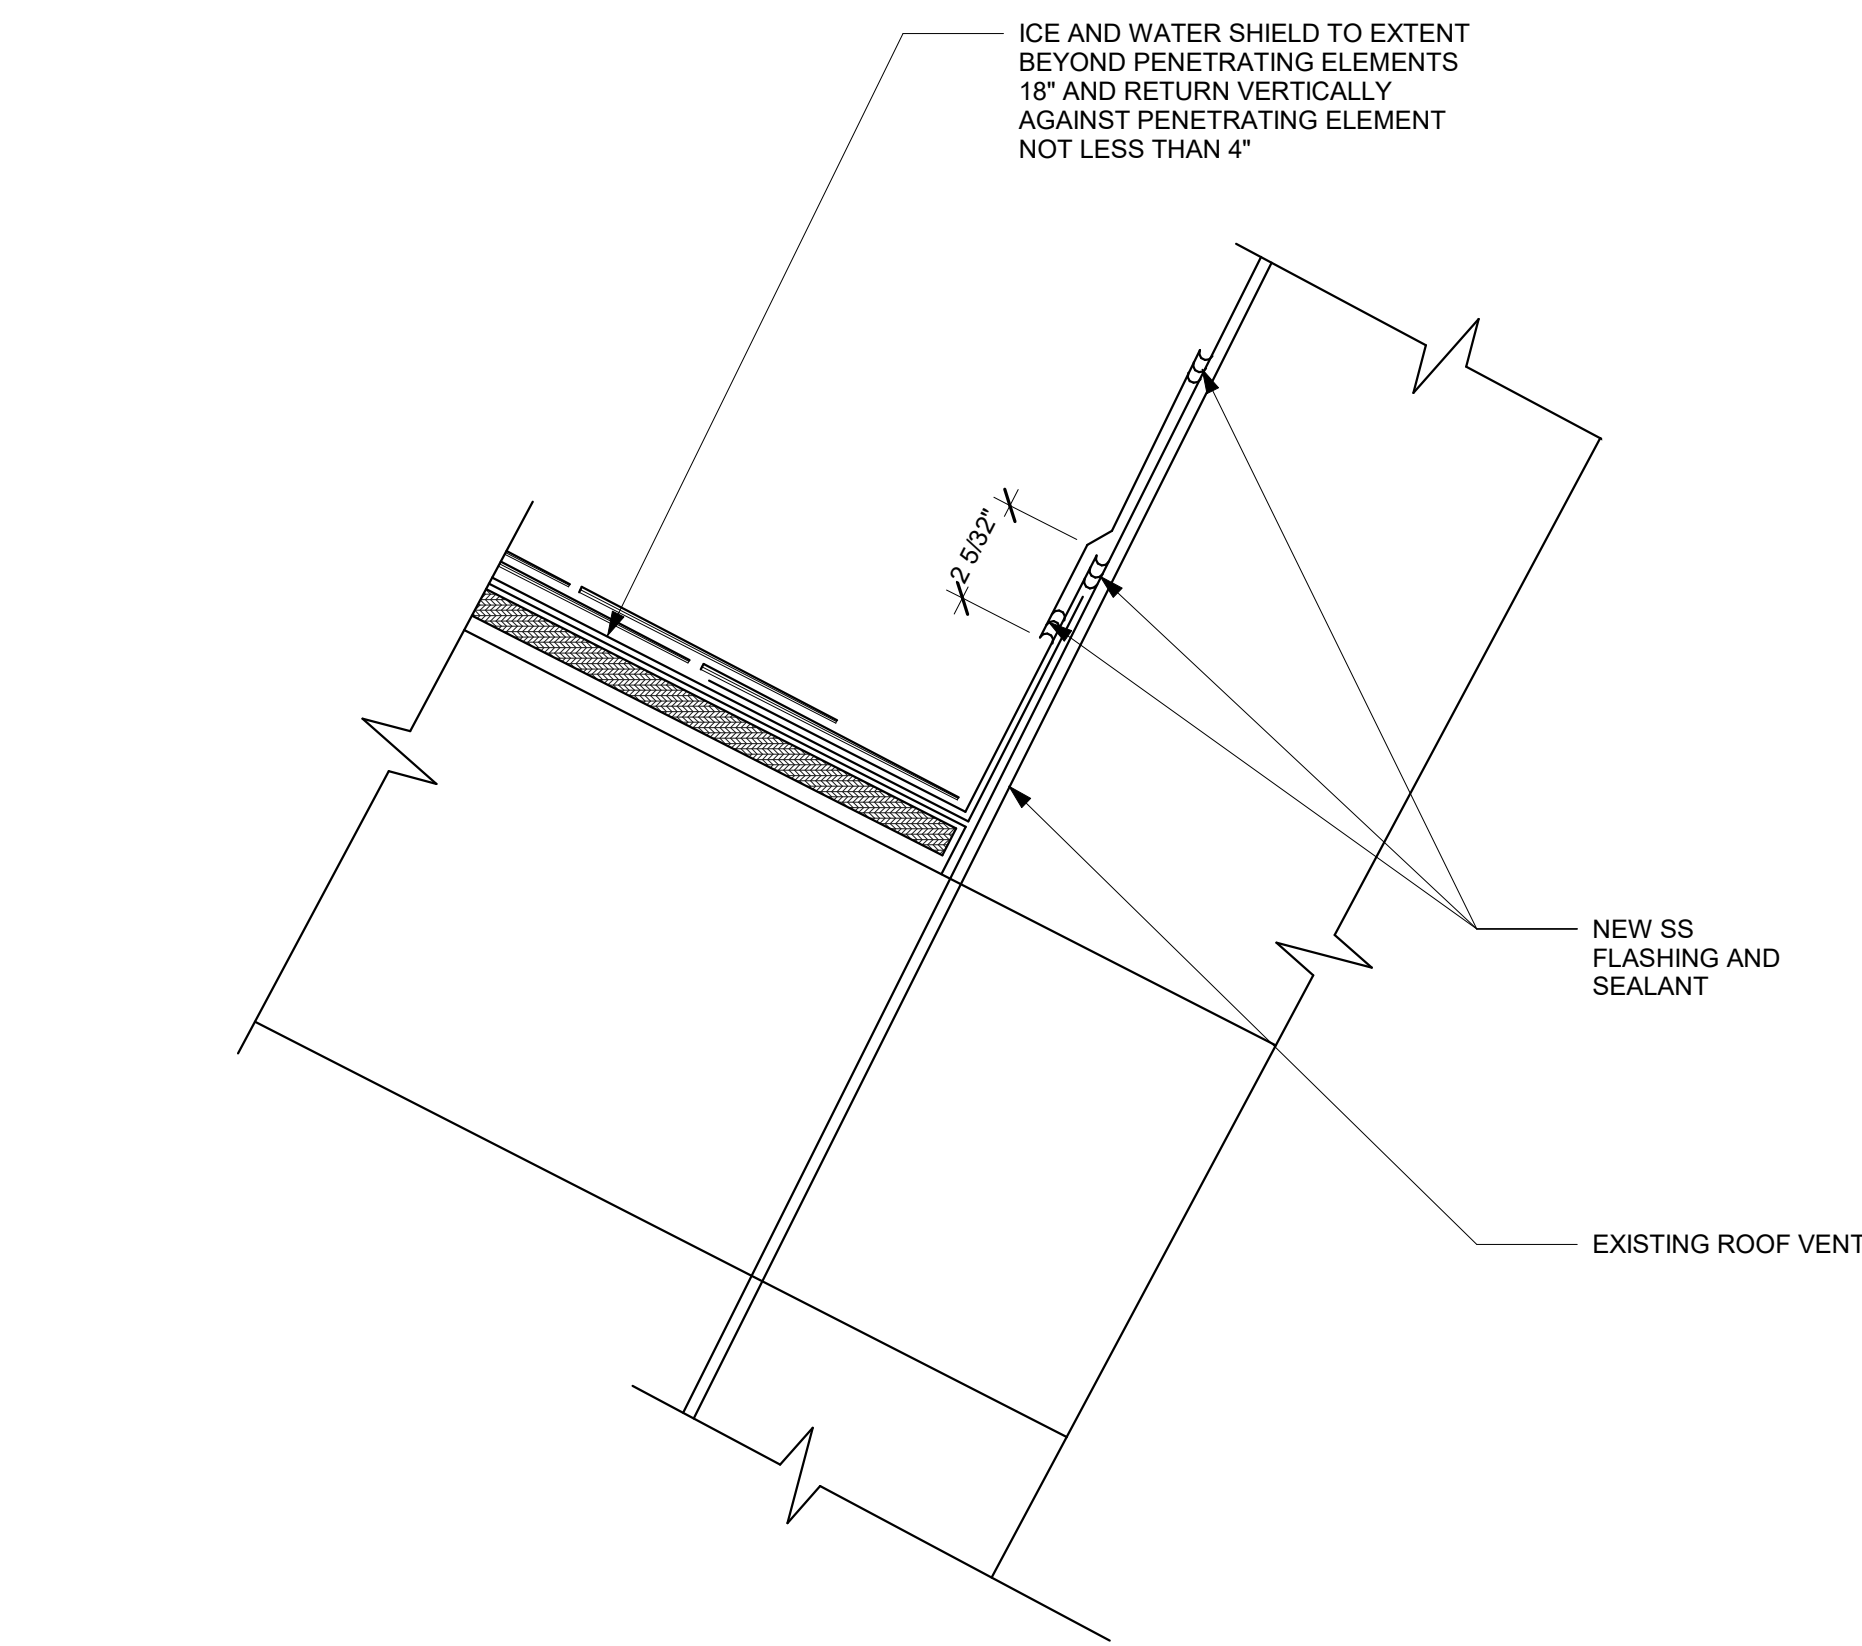 ICE AND WATER SHIELD TO EXTENT
BEYOND PENETRATING ELEMENTS
18" AND RETURN VERTICALLY
AGAINST PENETRATING ELEMENT
NOT LESS THAN 4"
2 5/32"
NEW SS
FLASHING AND
SEALANT
EXISTING ROOF VENT